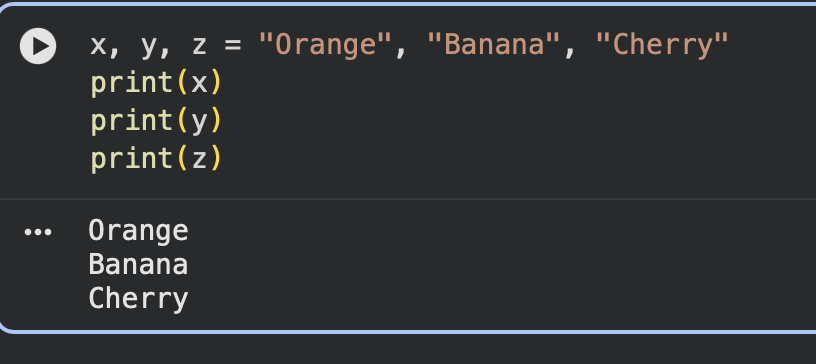 x, y, z = "Orange", "Banana", "Cherry"
print(x)
print(y)
print(z)
Orange
Banana
Cherry